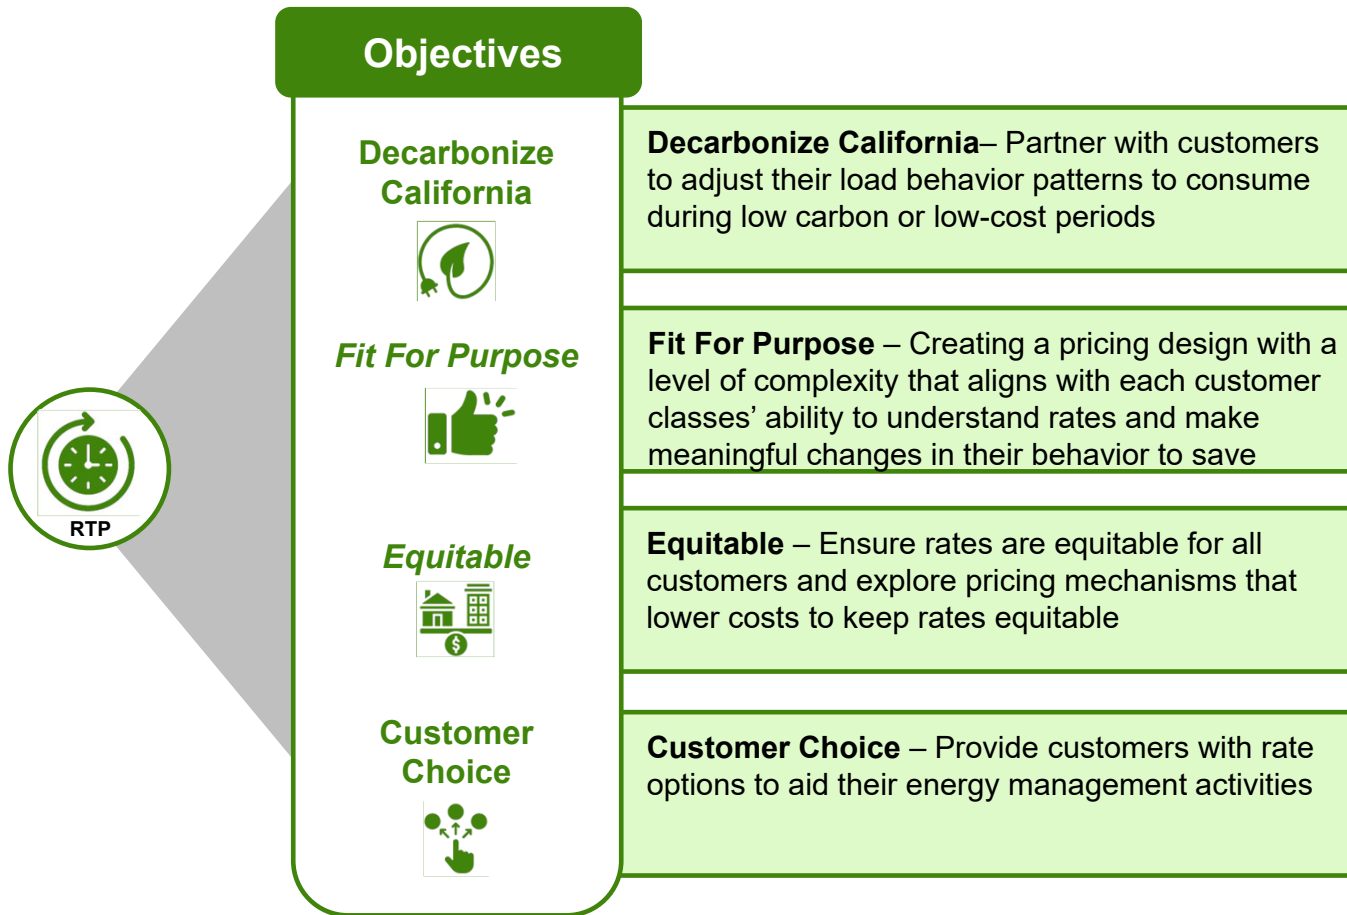 Objectives
Decarbonize
California
Decarbonize California– Partner with customers
to adjust their load behavior patterns to consume
during low carbon or low-cost periods
Fit For Purpose
Fit For Purpose – Creating a pricing design with a
level of complexity that aligns with each customer
classes’ ability to understand rates and make
meaningful changes in their behavior to save
RTP
Equitable
$
Equitable – Ensure rates are equitable for all
customers and explore pricing mechanisms that
lower costs to keep rates equitable
Customer
Choice
Customer Choice – Provide customers with rate
options to aid their energy management activities